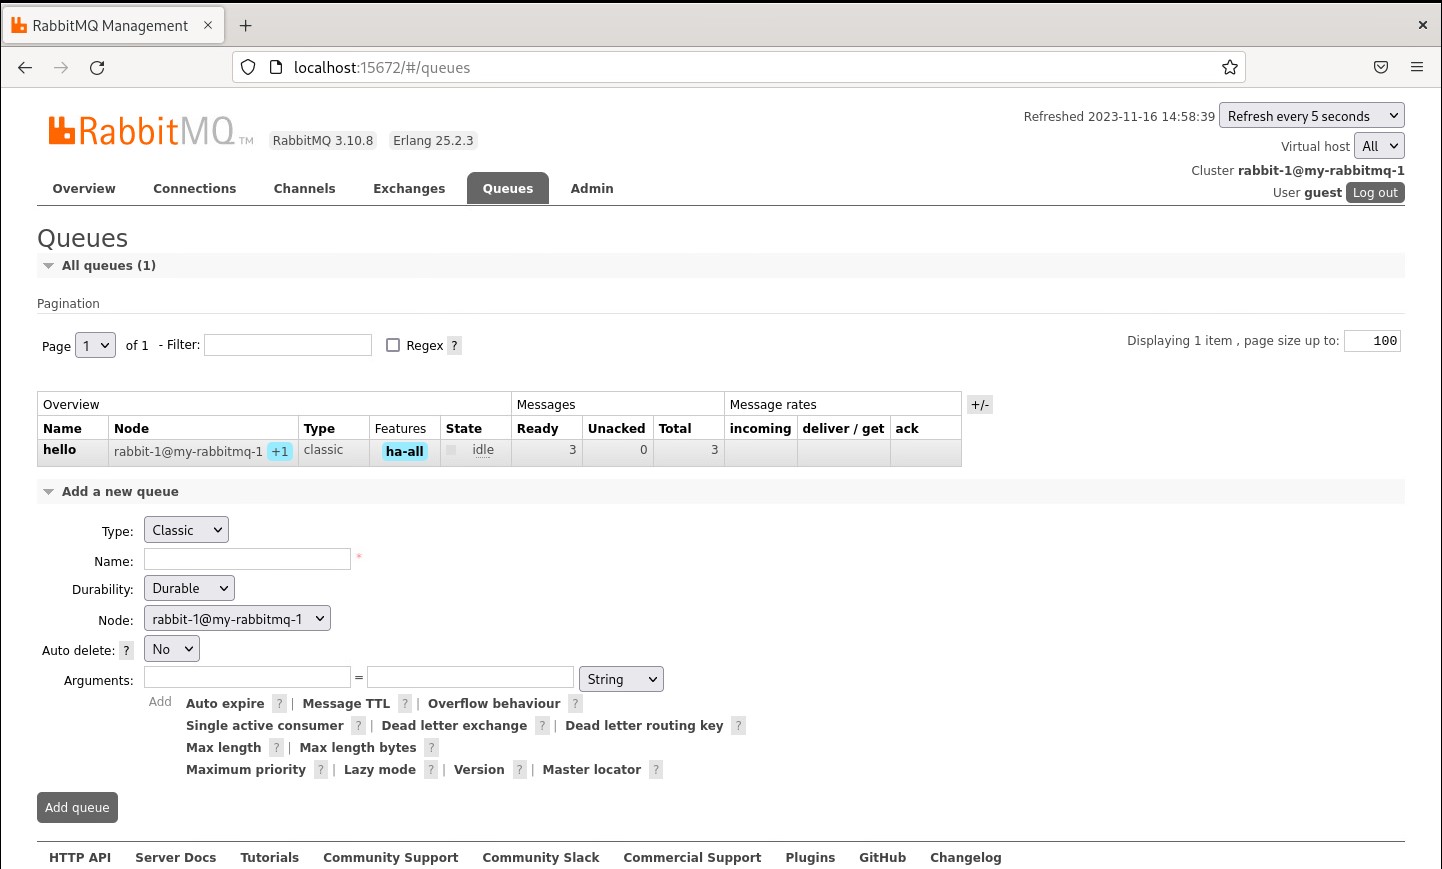 RabbitMQ Management
localhost:15672/#/queues
RabbitMQ TM RabbitMQ 3.10.8 Erlang 25.2.3
Refreshed 2023-11-16 14:58:39 Refresh every 5 seconds
Virtual host All
Cluster rabbit-1@my-rabbitmq-1
User guest Log out
Overview Connections Channels Exchanges Queues Admin
Queues
All queues (1)
Pagination
Page 1 of 1 - Filter: Regex ?
Displaying 1 item , page size up to: 100
Overview Messages Message rates +/-
Name Node Type Features State Ready Unacked Total incoming deliver / get ack
hello rabbit-1@my-rabbitmq-1 +1 classic ha-all idle 3 0 3
Add a new queue
Type: Classic
Name: *
Durability: Durable
Node: rabbit-1@my-rabbitmq-1
Auto delete: ? No
Arguments: = String
Add Auto expire ? | Message TTL ? | Overflow behaviour ?
Single active consumer ? | Dead letter exchange ? | Dead letter routing key ?
Max length ? | Max length bytes ?
Maximum priority ? | Lazy mode ? | Version ? | Master locator ?
Add queue
HTTP API Server Docs Tutorials Community Support Community Slack Commercial Support Plugins GitHub Changelog